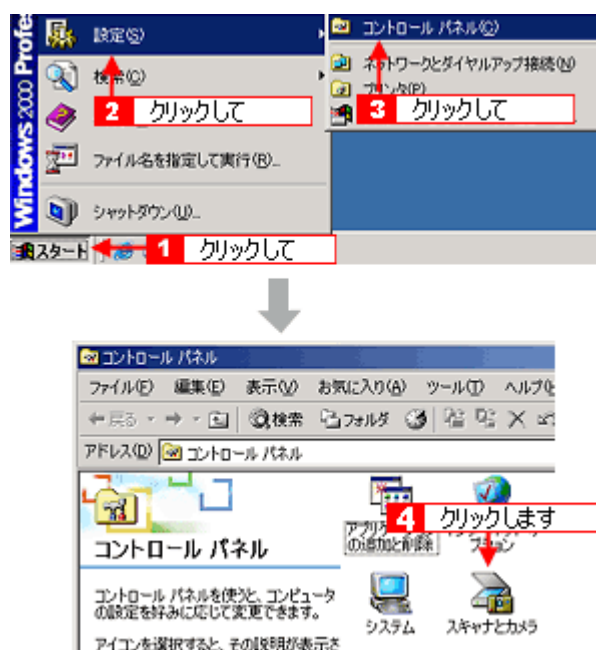 Windows 2000 Profes
設定(S)
コントロール パネル(C)
検索(C)
ネットワークとダイヤルアップ接続(N)
プリンタ(P)
2 クリックして
3 クリックして
ファイル名を指定して実行(R)...
シャットダウン(U)...
スタート
1 クリックして
コントロール パネル
ファイル(F) 編集(E) 表示(V) お気に入り(A) ツール(T) ヘルプ(
戻る 検索 フォルダ
アドレス(D) コントロール パネル
4 クリックします
の追加と削除
コントロール パネル
コントロール パネルを使うと、コンピュータ
の設定を好みに応じて変更できます。
システム スキャナとカメラ
アイコンを選択すると、その説明が表示さ